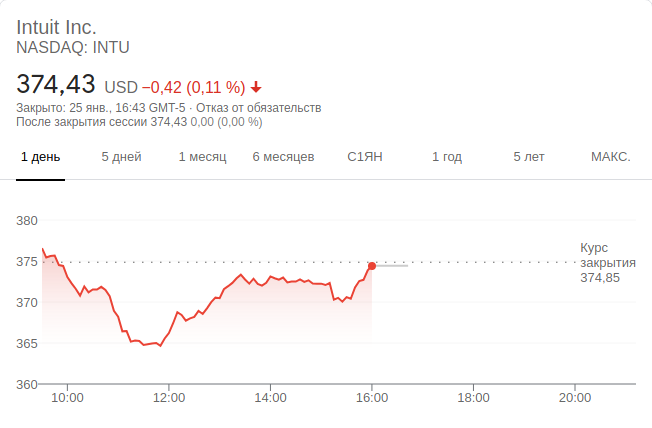 Intuit Inc.
NASDAQ: INTU
374,43 USD −0,42 (0,11 %)
Закрыто: 25 янв., 16:43 GMT-5 · Отказ от обязательств
После закрытия сессии 374,43 0,00 (0,00 %)
1 день 5 дней 1 месяц 6 месяцев С1ЯН 1 год 5 лет МАКС.
380
375
370
365
360
Курс
закрытия
374,85
10:00 12:00 14:00 16:00 18:00 20:00